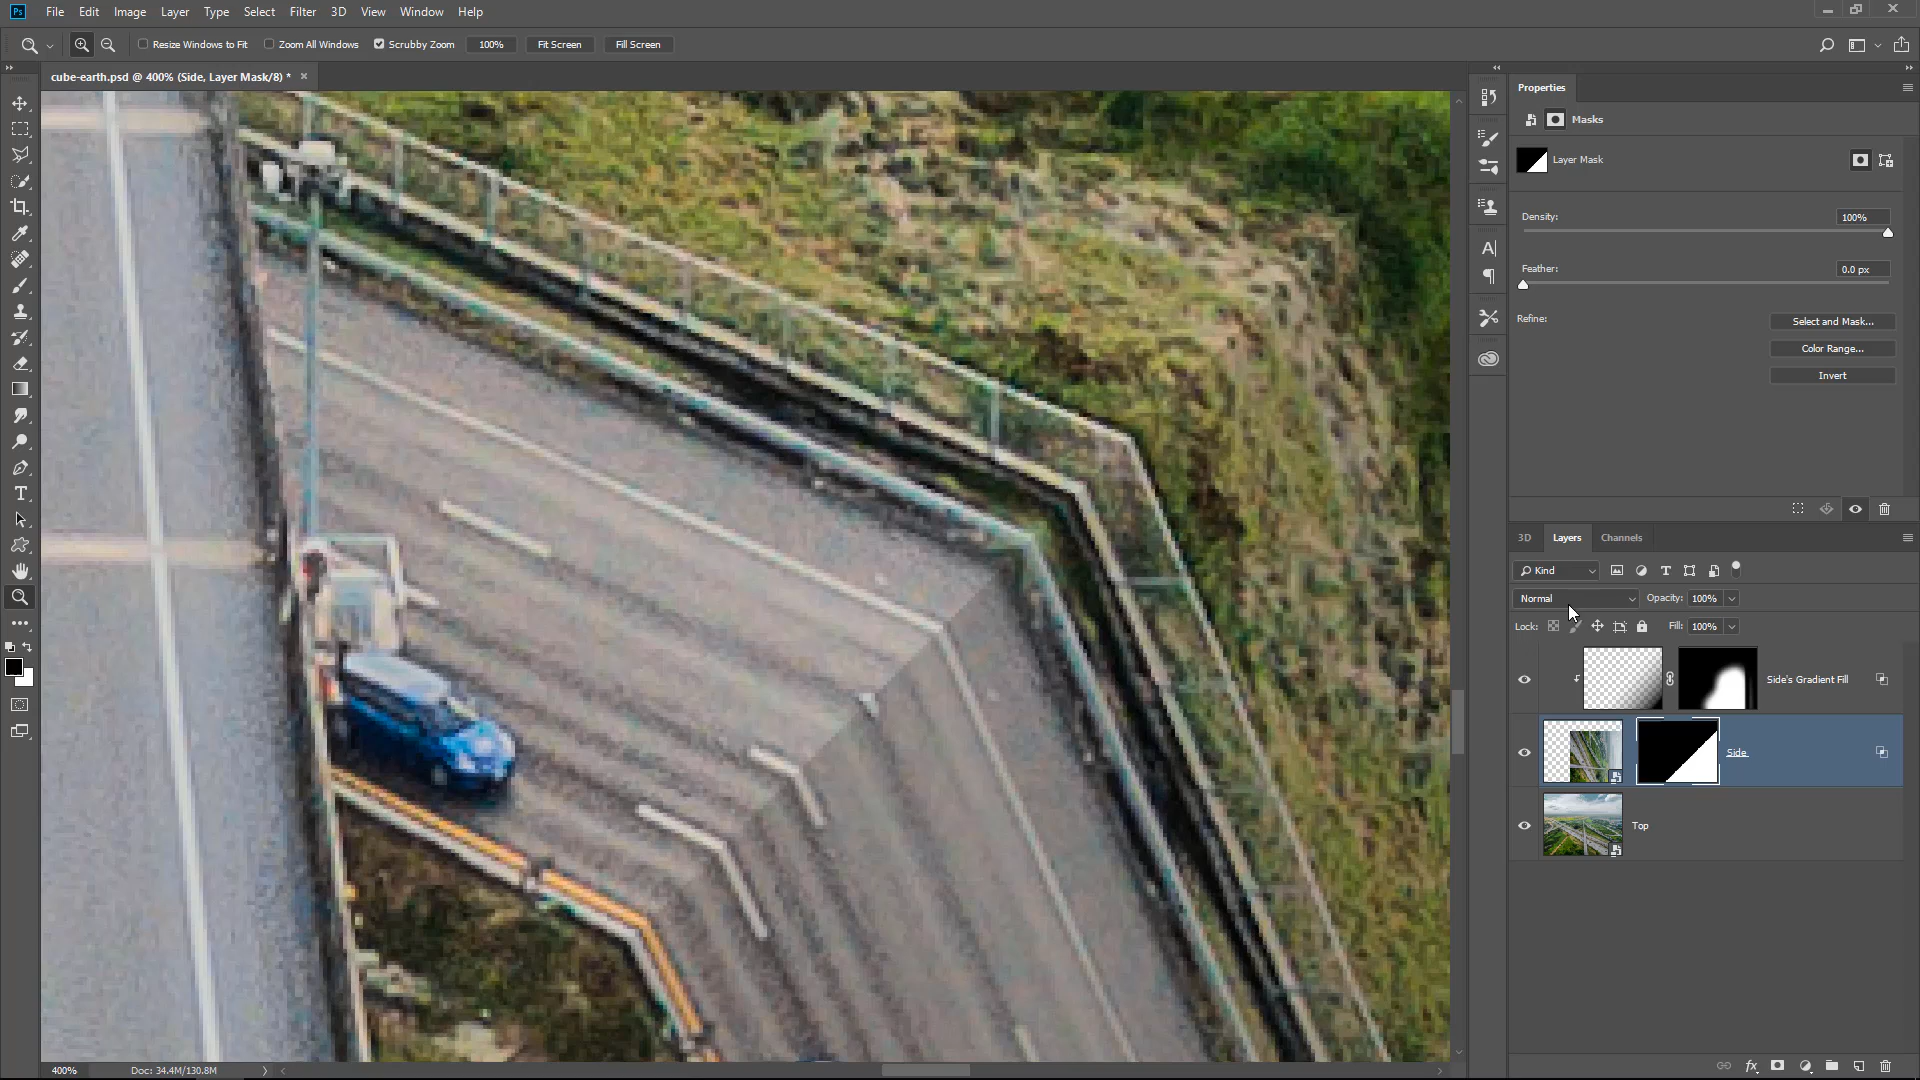 Ps File Edit Image Layer Type Select Filter 3D View Window Help
Resize Windows to Fit Zoom All Windows Scrubby Zoom 100% Fit Screen Fill Screen
cube-earth.psd @ 400% (Side, Layer Mask/8) * ×
Properties
Masks
Layer Mask
Density: 100%
Feather: 0.0 px
Refine: Select and Mask...
Color Range...
Invert
3D Layers Channels
Kind
Normal Opacity: 100%
Lock: Fill: 100%
Side's Gradient Fill
Side
Top
400% Doc: 34.4M/130.8M